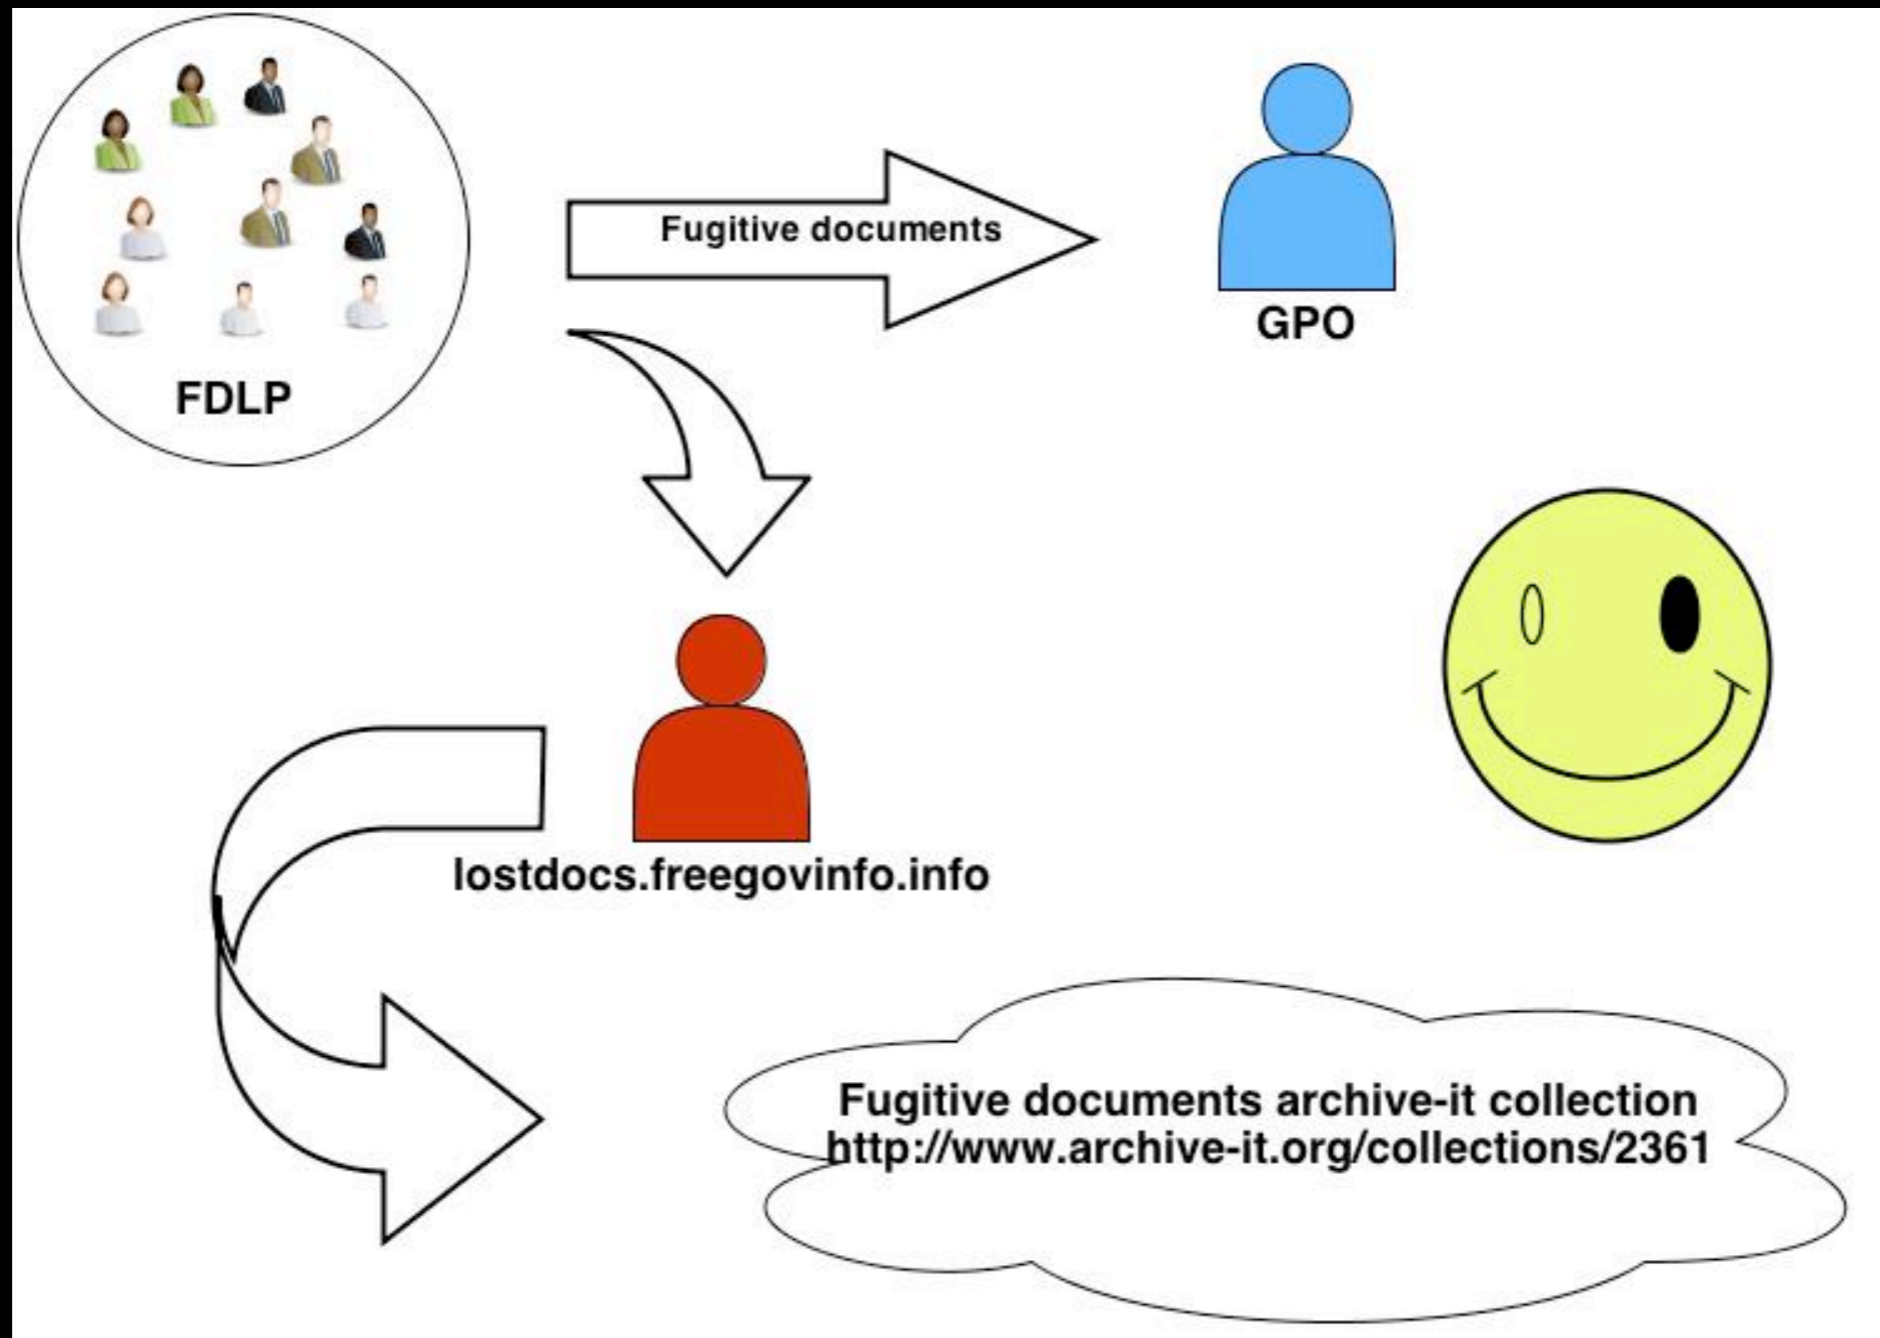 FDLP
Fugitive documents
GPO
lostdocs.freegovinfo.info
Fugitive documents archive-it collection
http://www.archive-it.org/collections/2361